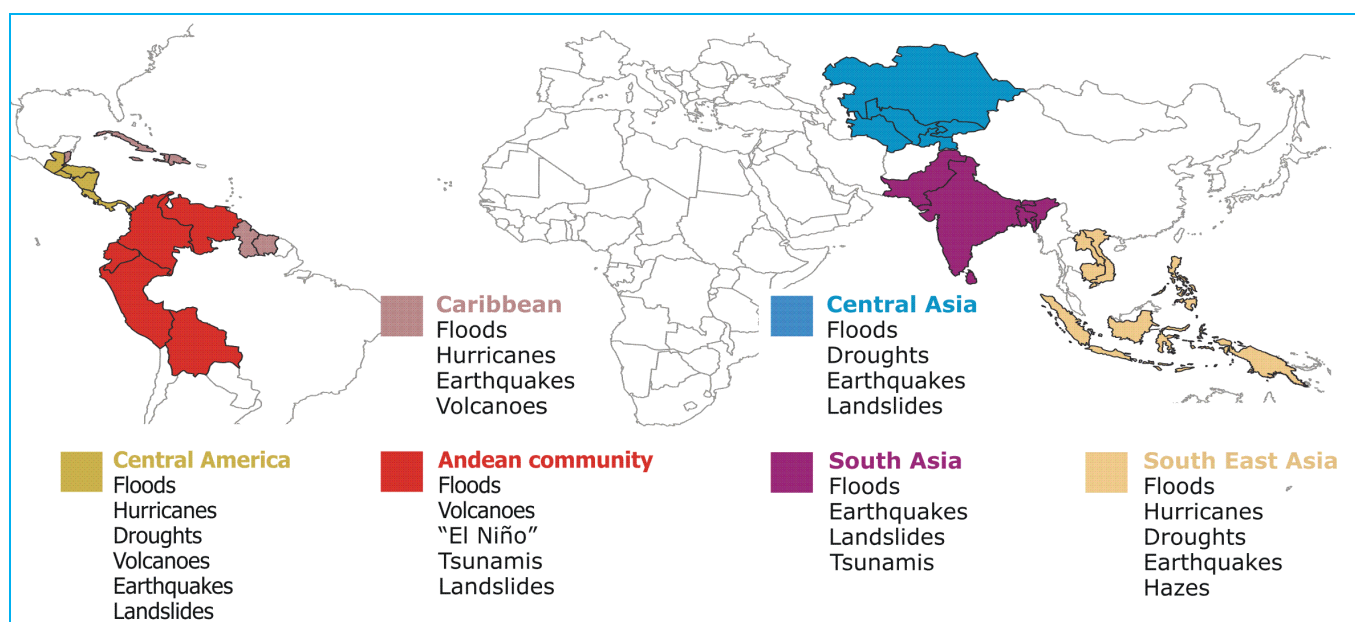 Caribbean
Floods
Hurricanes
Earthquakes
Volcanoes
Central Asia
Floods
Droughts
Earthquakes
Landslides
Central America
Floods
Hurricanes
Droughts
Volcanoes
Earthquakes
Landslides
Andean community
Floods
Volcanoes
“El Niño”
Tsunamis
Landslides
South Asia
Floods
Earthquakes
Landslides
Tsunamis
South East Asia
Floods
Hurricanes
Droughts
Earthquakes
Hazes